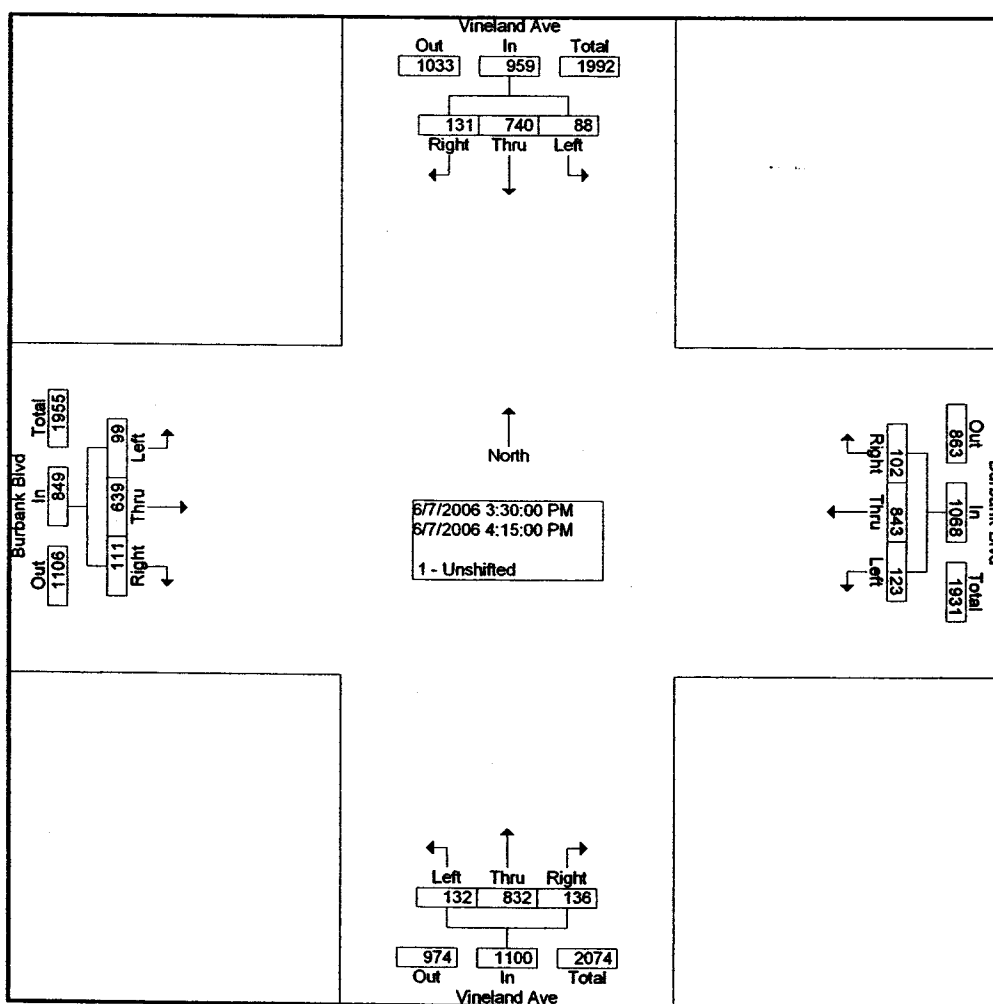 Vineland Ave
Out In Total
1033 959 1992
131 740 88
Right Thru Left
North
6/7/2006 3:30:00 PM
6/7/2006 4:15:00 PM
1 - Unshifted
Burbank Blvd
Total In Out
1955 849 1106
99 639 111
Left Thru Right
Out In Total
863 1068 1931
Right Thru Left
102 843 123
Left Thru Right
132 832 136
974 1100 2074
Out In Total
Vineland Ave